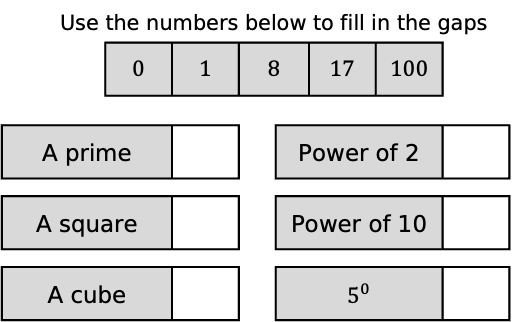 Use the numbers below to fill in the gaps
0 1 8 17 100
A prime Power of 2
A square Power of 10
A cube 5⁰